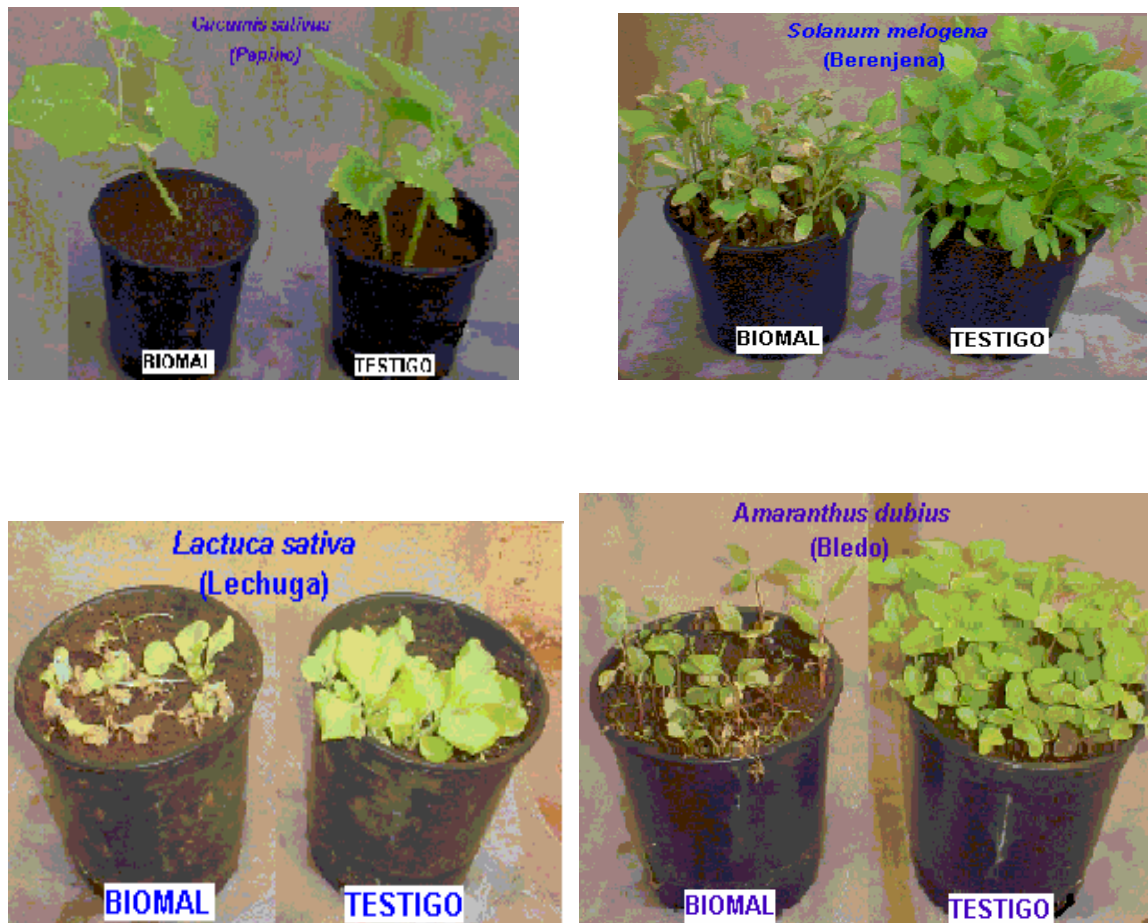 Cucumis sativus
(Pepino)
BIOMAL
TESTIGO
Solanum melogena
(Berenjena)
BIOMAL
TESTIGO
Lactuca sativa
(Lechuga)
BIOMAL
TESTIGO
Amaranthus dubius
(Bledo)
BIOMAL
TESTIGO